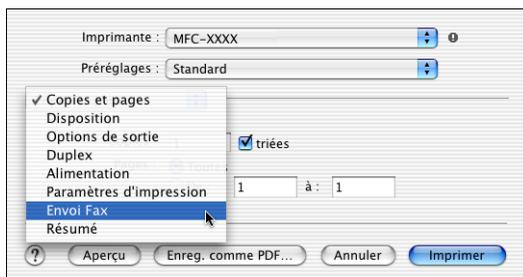 Imprimante : MFC-XXXX
Préréglages : Standard
✓ Copies et pages
Disposition
Options de sortie
Duplex
Alimentation
Paramètres d'impression
Envoi Fax
Résumé
triées
1 à : 1
? Aperçu Enreg. comme PDF... Annuler Imprimer